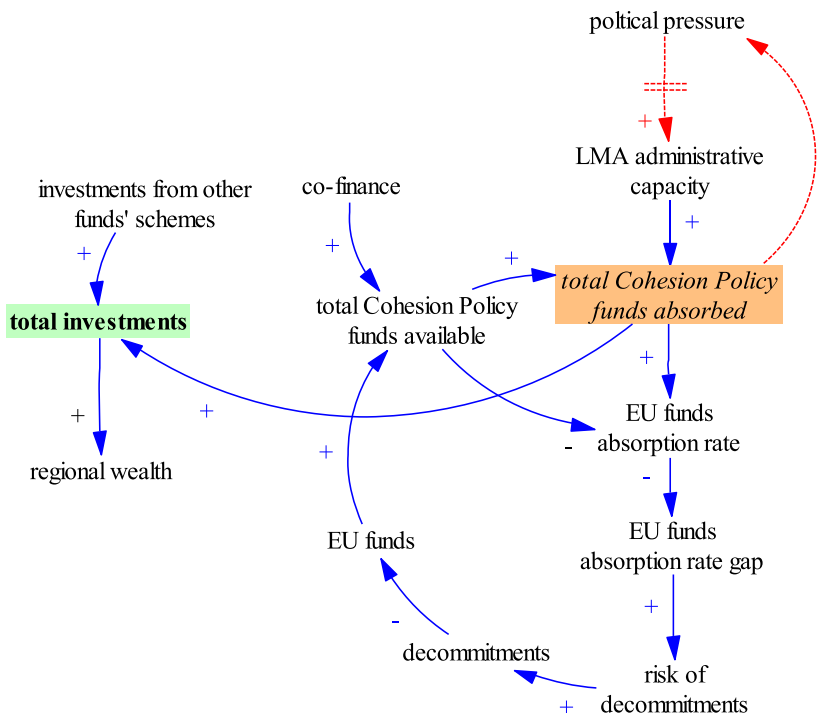 poltical pressure
+
LMA administrative
capacity
+
investments from other
funds' schemes
+
co-finance
+
+
total Cohesion Policy
funds absorbed
total investments
total Cohesion Policy
funds available
+
+
+
EU funds
absorption rate
-
regional wealth
+
-
EU funds
EU funds
absorption rate gap
+
-
decommitments
risk of
decommitments
+